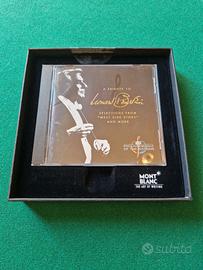 A TRIBUTE TO
Leonard Bernstein
SELECTIONS FROM
"WEST SIDE STORY"
AND MORE
MONT
BLANC
THE ART OF WRITING
subito